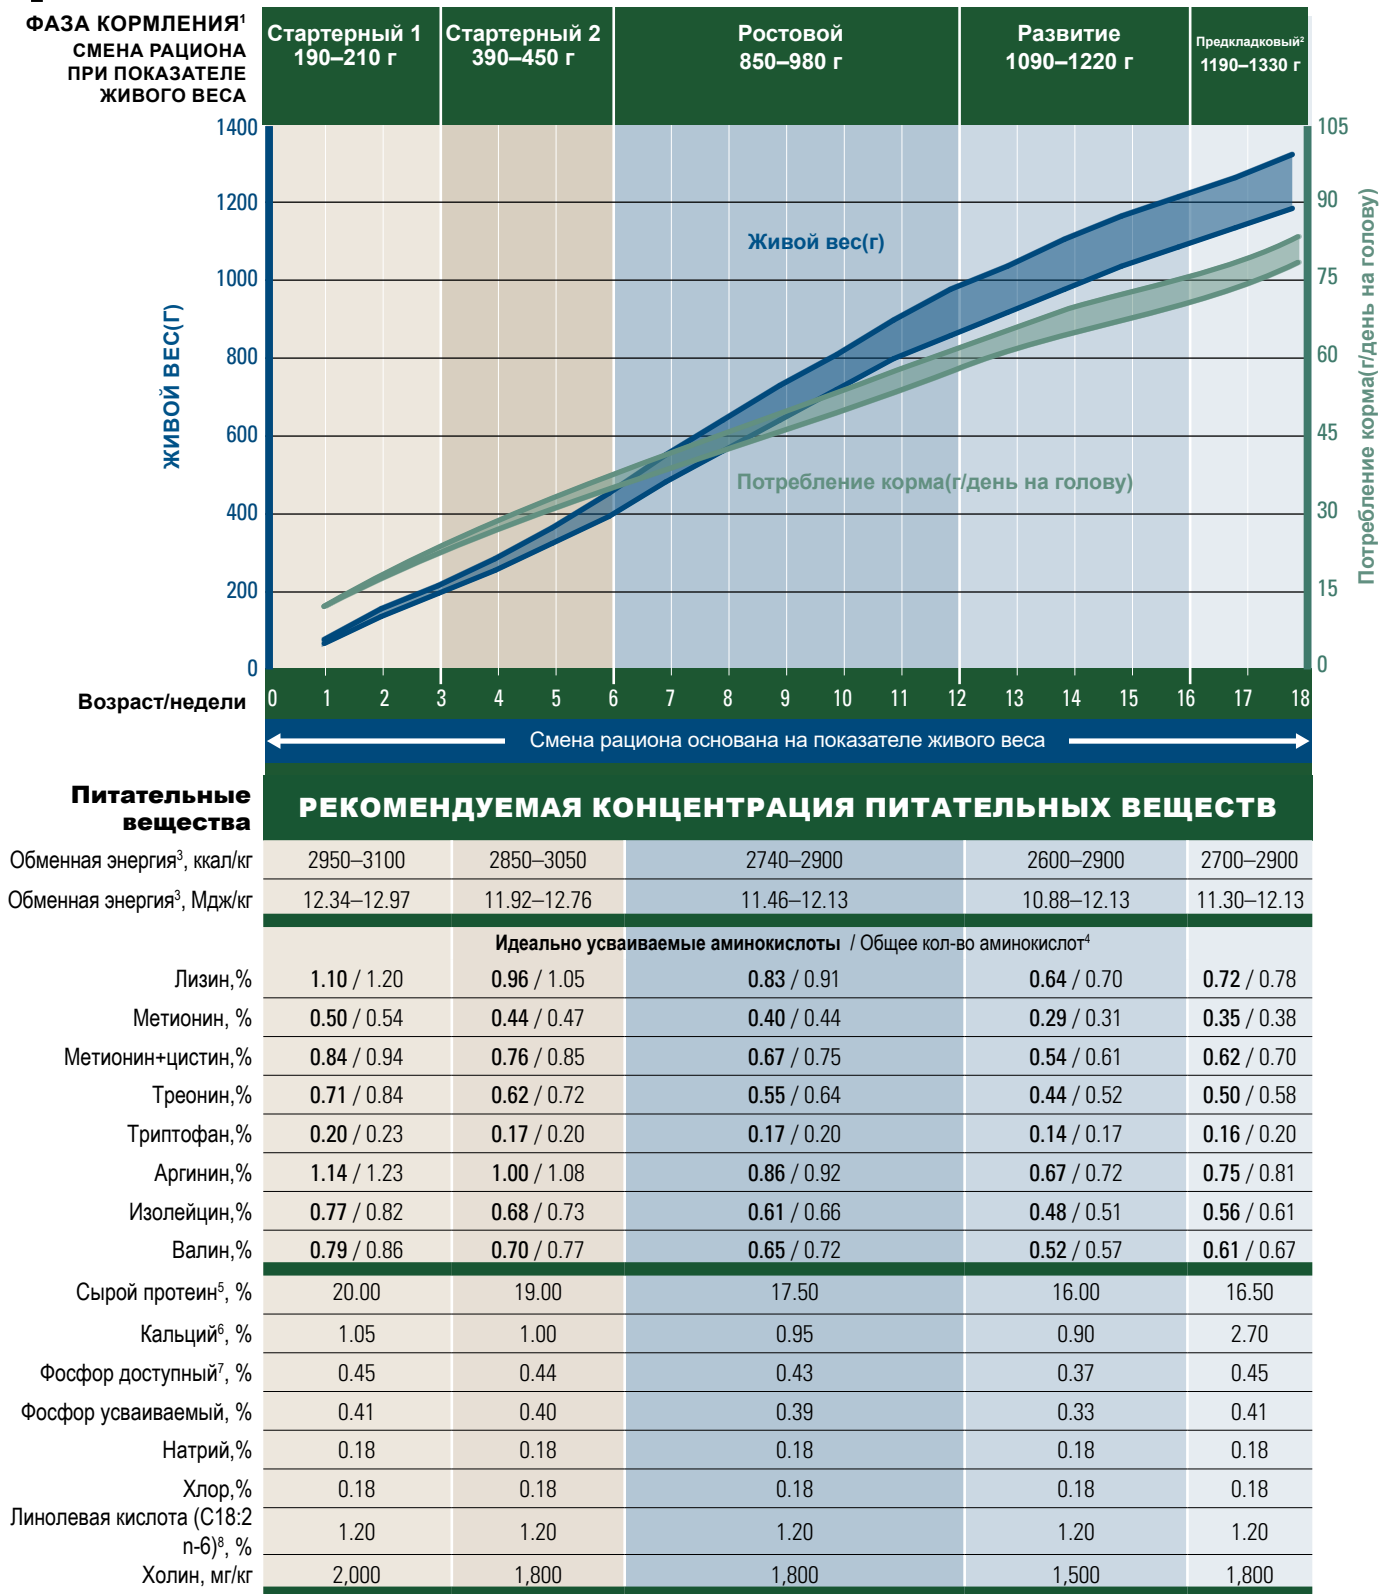 ФАЗА КОРМЛЕНИЯ¹
СМЕНА РАЦИОНА
ПРИ ПОКАЗАТЕЛЕ
ЖИВОГО ВЕСА
Стартерный 1
190–210 г
Стартерный 2
390–450 г
Ростовой
850–980 г
Развитие
1090–1220 г
Предкладковый²
1190–1330 г
1400
1200
1000
800
600
400
200
0
ЖИВОЙ ВЕС(Г)
Живой вес(г)
Потребление корма(г/день на голову)
105
90
75
60
45
30
15
0
Потребление корма(г/день на голову)
Возраст/недели 0 1 2 3 4 5 6 7 8 9 10 11 12 13 14 15 16 17 18
Смена рациона основана на показателе живого веса
Питательные
вещества
РЕКОМЕНДУЕМАЯ КОНЦЕНТРАЦИЯ ПИТАТЕЛЬНЫХ ВЕЩЕСТВ
Обменная энергия³, ккал/кг 2950–3100 2850–3050 2740–2900 2600–2900 2700–2900
Обменная энергия³, Мдж/кг 12.34–12.97 11.92–12.76 11.46–12.13 10.88–12.13 11.30–12.13
Идеально усваиваемые аминокислоты / Общее кол-во аминокислот⁴
Лизин,% 1.10 / 1.20 0.96 / 1.05 0.83 / 0.91 0.64 / 0.70 0.72 / 0.78
Метионин, % 0.50 / 0.54 0.44 / 0.47 0.40 / 0.44 0.29 / 0.31 0.35 / 0.38
Метионин+цистин,% 0.84 / 0.94 0.76 / 0.85 0.67 / 0.75 0.54 / 0.61 0.62 / 0.70
Треонин,% 0.71 / 0.84 0.62 / 0.72 0.55 / 0.64 0.44 / 0.52 0.50 / 0.58
Триптофан,% 0.20 / 0.23 0.17 / 0.20 0.17 / 0.20 0.14 / 0.17 0.16 / 0.20
Аргинин,% 1.14 / 1.23 1.00 / 1.08 0.86 / 0.92 0.67 / 0.72 0.75 / 0.81
Изолейцин,% 0.77 / 0.82 0.68 / 0.73 0.61 / 0.66 0.48 / 0.51 0.56 / 0.61
Валин,% 0.79 / 0.86 0.70 / 0.77 0.65 / 0.72 0.52 / 0.57 0.61 / 0.67
Сырой протеин⁵, % 20.00 19.00 17.50 16.00 16.50
Кальций⁶, % 1.05 1.00 0.95 0.90 2.70
Фосфор доступный⁷, % 0.45 0.44 0.43 0.37 0.45
Фосфор усваиваемый, % 0.41 0.40 0.39 0.33 0.41
Натрий,% 0.18 0.18 0.18 0.18 0.18
Хлор,% 0.18 0.18 0.18 0.18 0.18
Линолевая кислота (C18:2
n-6)⁸, % 1.20 1.20 1.20 1.20 1.20
Холин, мг/кг 2,000 1,800 1,800 1,500 1,800